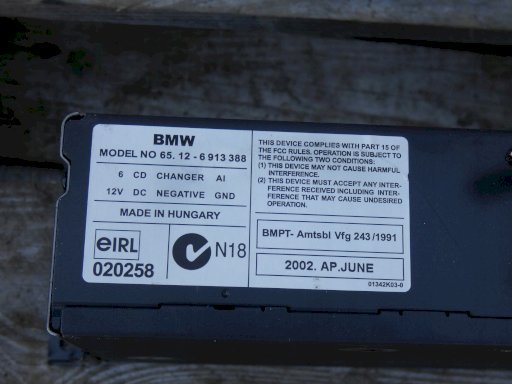 BMW
MODEL NO 65. 12 - 6 913 388
6 CD CHANGER AI
12V DC NEGATIVE GND
MADE IN HUNGARY
eIRL
020258
N18
THIS DEVICE COMPLIES WITH PART 15 OF
THE FCC RULES. OPERATION IS SUBJECT TO
THE FOLLOWING TWO CONDITIONS:
(1) THIS DEVICE MAY NOT CAUSE HARMFUL
INTERFERENCE.
(2) THIS DEVICE MUST ACCEPT ANY INTER-
FERENCE RECEIVED INCLUDING INTER-
FERENCE THAT MAY CAUSE UNDESIRED
OPERATION.
BMPT- Amtsbl Vfg 243 /1991
2002. AP.JUNE
01342K03-0